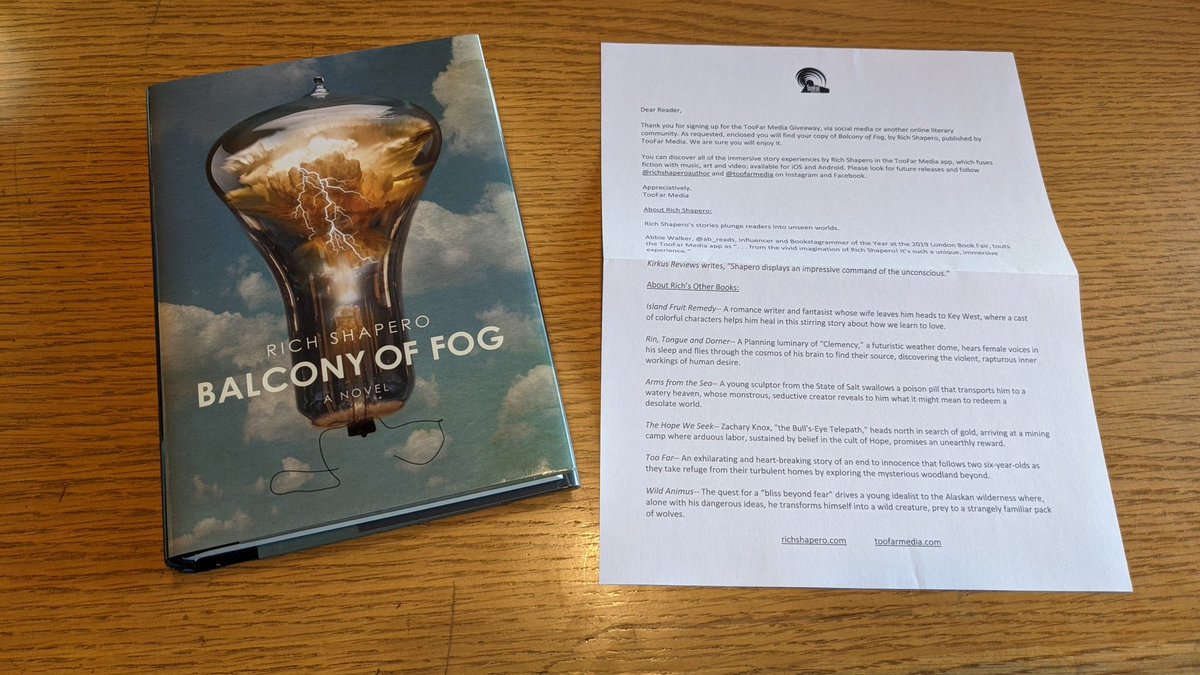 RICH SHAPERO
BALCONY OF FOG
A NOVEL
TooFar
Dear Reader,
Thank you for signing up for the TooFar Media Giveaway, via social media or another online literary
community. As requested, enclosed you will find your copy of Balcony of Fog, by Rich Shapero, published by
TooFar Media. We are sure you will enjoy it.
You can discover all of the immersive story experiences by Rich Shapero in the TooFar Media app, which fuses
fiction with music, art and video; available for iOS and Android. Please look for future releases and follow
@richshaperoauthor and @toofarmedia on Instagram and Facebook.
Appreciatively,
TooFar Media
About Rich Shapero:
Rich Shapero's stories plunge readers into unseen worlds.
Abbie Walker, @ab_reads, Influencer and Bookstagrammer of the Year at the 2019 London Book Fair, touts
the TooFar Media app as “. . . from the vivid imagination of Rich Shapero! It's such a unique, immersive
experience.”
Kirkus Reviews writes, “Shapero displays an impressive command of the unconscious.”
About Rich's Other Books:
Island Fruit Remedy-- A romance writer and fantasist whose wife leaves him heads to Key West, where a cast
of colorful characters helps him heal in this stirring story about how we learn to love.
Rin, Tongue and Dorner-- A Planning luminary of “Clemency,” a futuristic weather dome, hears female voices in
his sleep and flies through the cosmos of his brain to find their source, discovering the violent, rapturous inner
workings of human desire.
Arms from the Sea-- A young sculptor from the State of Salt swallows a poison pill that transports him to a
watery heaven, whose monstrous, seductive creator reveals to him what it might mean to redeem a
desolate world.
The Hope We Seek-- Zachary Knox, "the Bull's-Eye Telepath," heads north in search of gold, arriving at a mining
camp where arduous labor, sustained by belief in the cult of Hope, promises an unearthly reward.
Too Far-- An exhilarating and heart-breaking story of an end to innocence that follows two six-year-olds as
they take refuge from their turbulent homes by exploring the mysterious woodland beyond.
Wild Animus-- The quest for a “bliss beyond fear” drives a young idealist to the Alaskan wilderness where,
alone with his dangerous ideas, he transforms himself into a wild creature, prey to a strangely familiar pack
of wolves.
richshapero.com toofarmedia.com